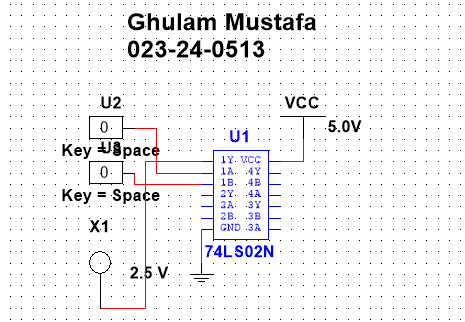 Ghulam Mustafa
023-24-0513
U2
0
Key = Space
U3
0
Key = Space
X1
2.5 V
VCC
5.0V
U1
1Y VCC
1A 4Y
1B 4B
2Y 4A
2A 3Y
2B 3B
GND 3A
74LS02N